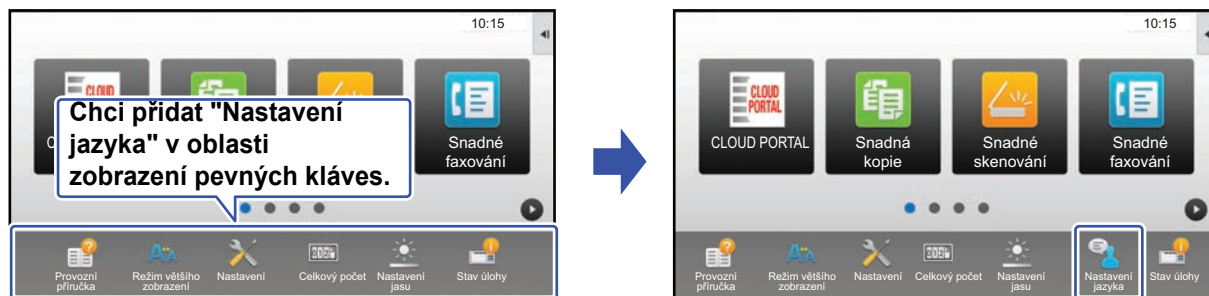 10:15
CLOUD
Chci přidat "Nastavení
jazyka" v oblasti
zobrazení pevných kláves.
Snadné
faxování
Provozní
příručka
Režim většího
zobrazení
Nastavení
Celkový počet
Nastavení
jasu
Stav úlohy
10:15
CLOUD
PORTAL
CLOUD PORTAL
Snadná
kopie
Snadné
skenování
Snadné
faxování
Provozní
příručka
Režim většího
zobrazení
Nastavení
Celkový počet
Nastavení
jasu
Nastavení
jazyka
Stav úlohy